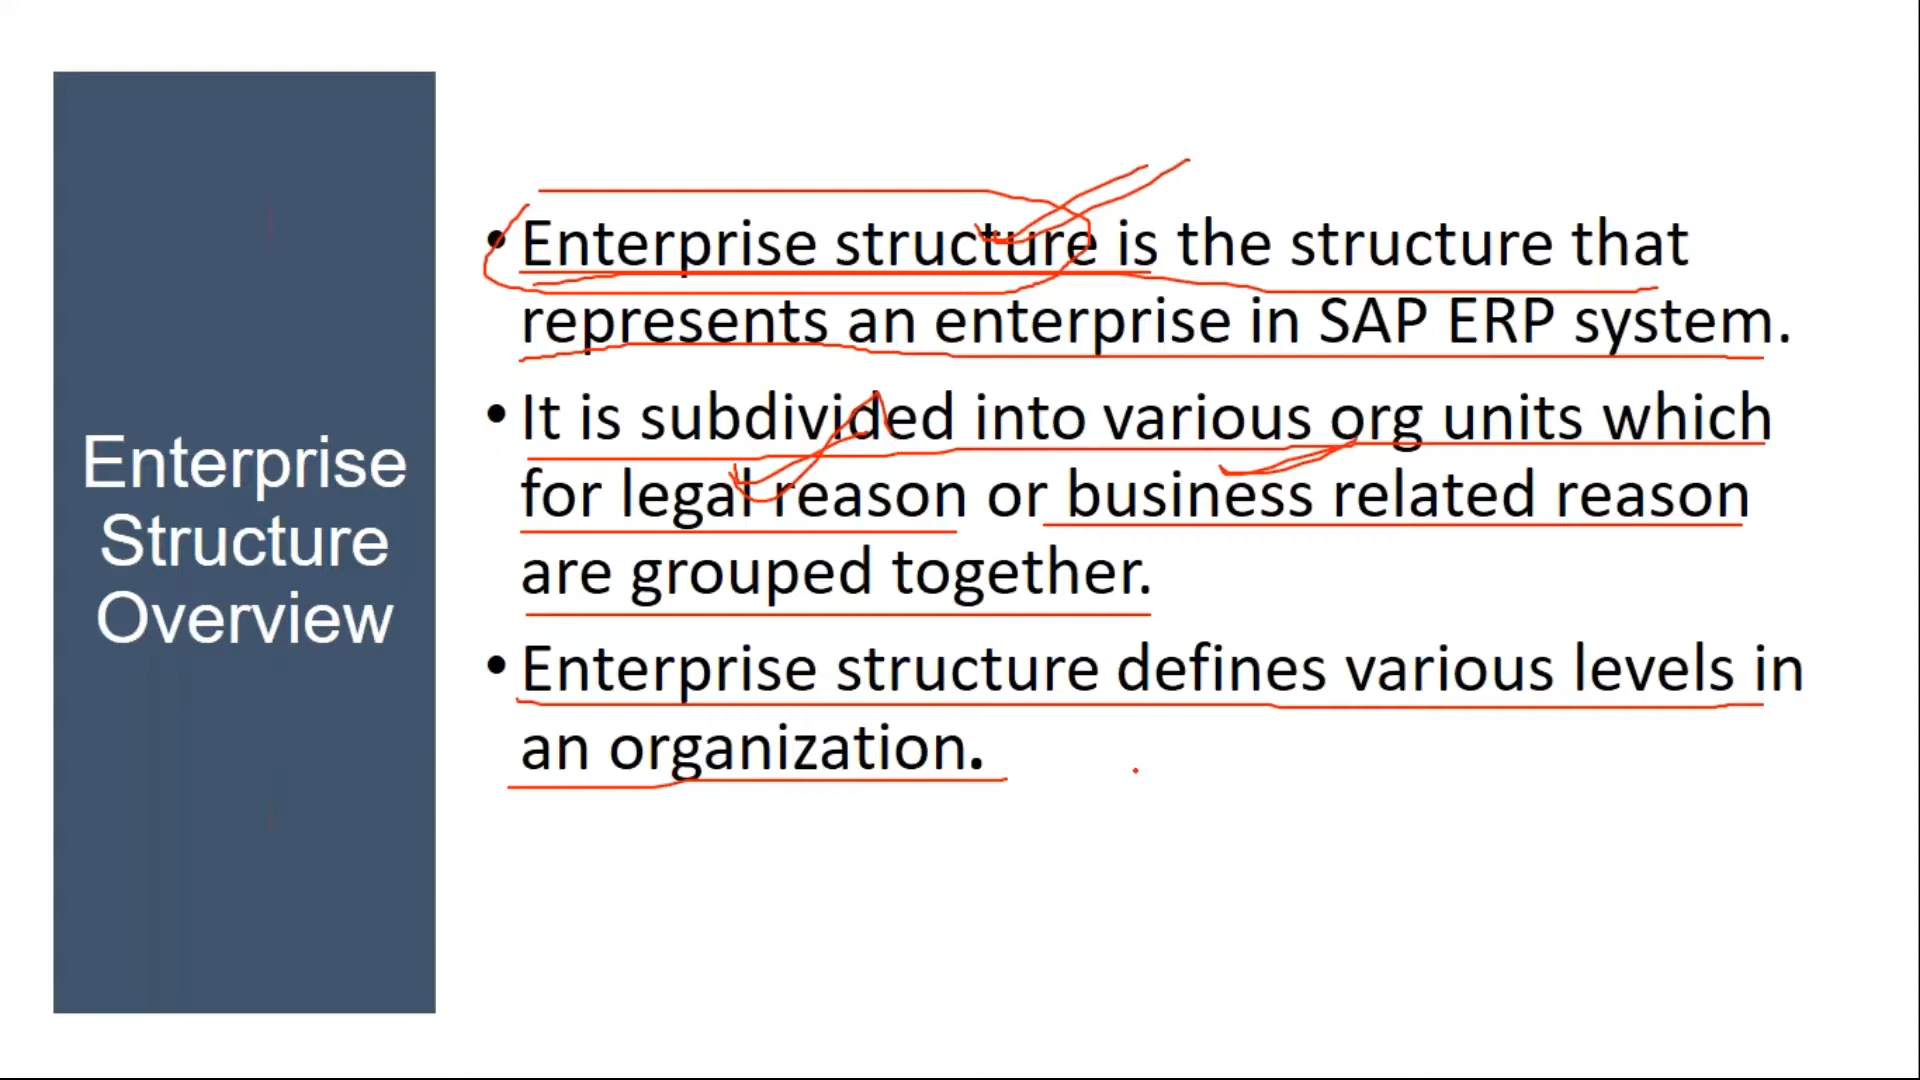 Enterprise
Structure
Overview
• Enterprise structure is the structure that
represents an enterprise in SAP ERP system.
• It is subdivided into various org units which
for legal reason or business related reason
are grouped together.
• Enterprise structure defines various levels in
an organization.